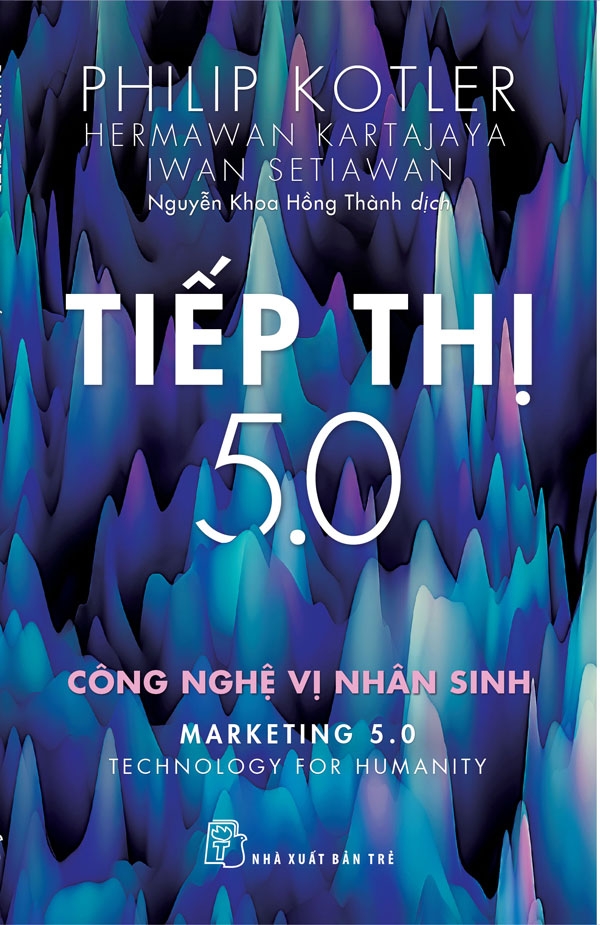 PHILIP KOTLER
HERMAWAN KARTAJAYA
IWAN SETIAWAN
Nguyễn Khoa Hồng Thành dịch
TIẾP THỊ
5.0
CÔNG NGHỆ VỊ NHÂN SINH
MARKETING 5.0
TECHNOLOGY FOR HUMANITY
NHÀ XUẤT BẢN TRẺ